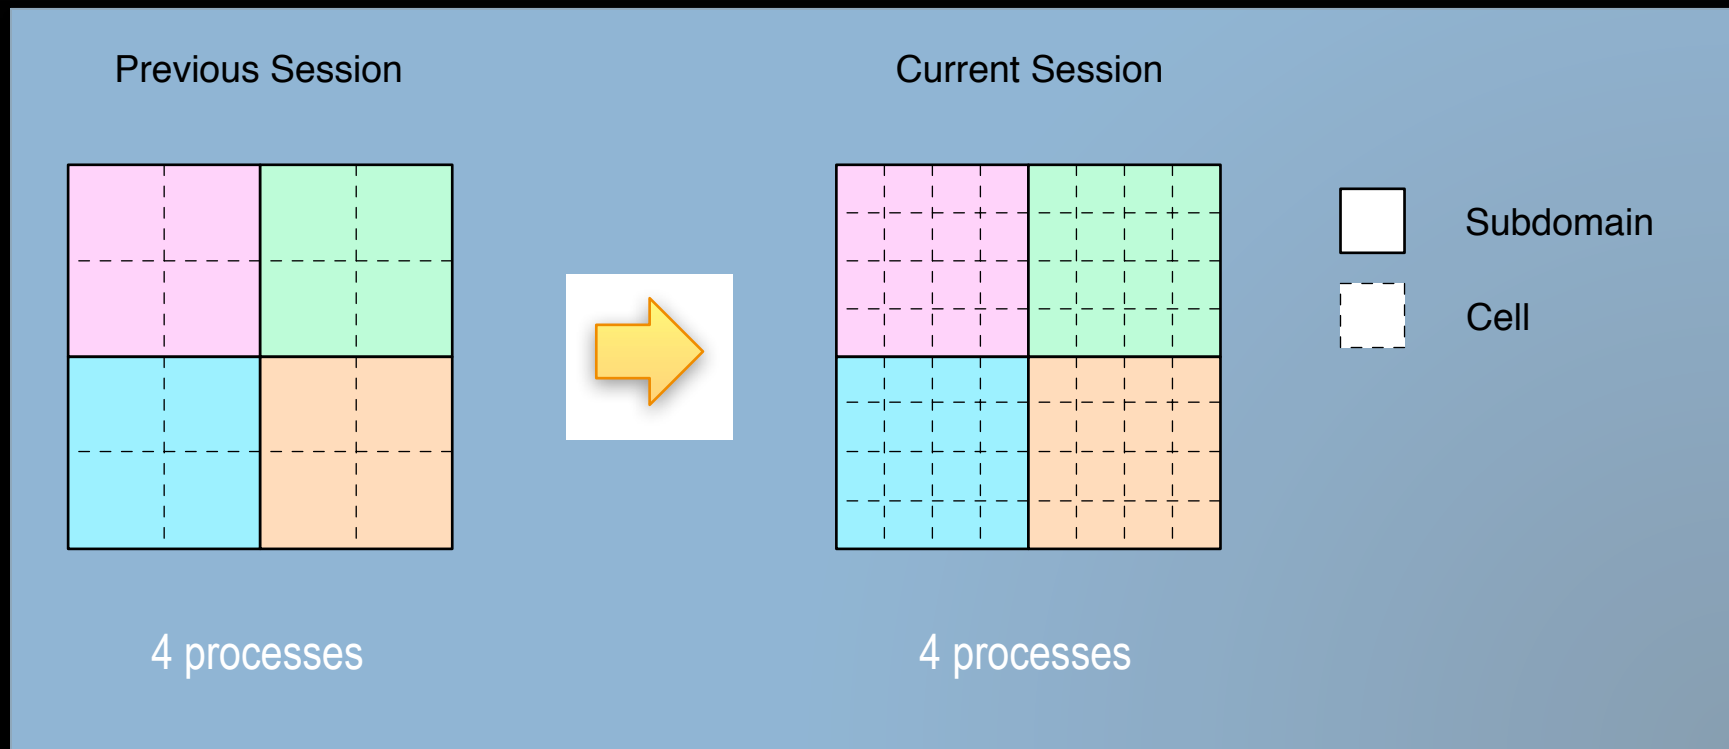 Previous Session
Current Session
Subdomain
Cell
4 processes
4 processes